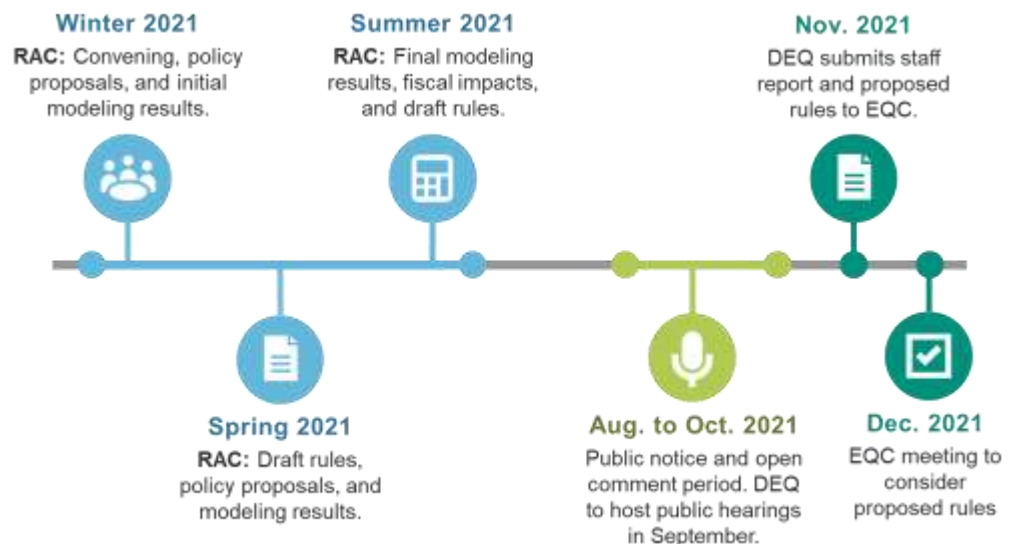 Winter 2021
RAC: Convening, policy
proposals, and initial
modeling results.
Summer 2021
RAC: Final modeling
results, fiscal impacts,
and draft rules.
Nov. 2021
DEQ submits staff
report and proposed
rules to EQC.
Spring 2021
RAC: Draft rules,
policy proposals, and
modeling results.
Aug. to Oct. 2021
Public notice and open
comment period. DEQ
to host public hearings
in September.
Dec. 2021
EQC meeting to
consider
proposed rules